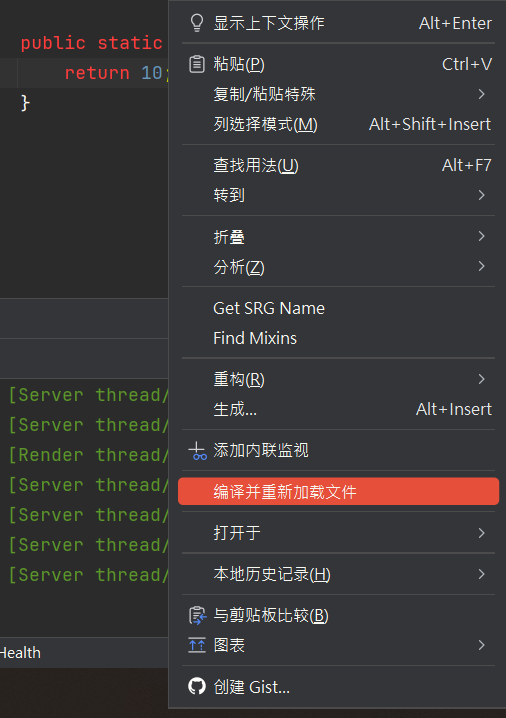 public static
return 10;
}
[Server thread/
[Server thread/
[Render thread/
[Server thread/
[Server thread/
[Server thread/
[Server thread/
Health
显示上下文操作 Alt+Enter
粘贴(P) Ctrl+V
复制/粘贴特殊
列选择模式(M) Alt+Shift+Insert
查找用法(U) Alt+F7
转到
折叠
分析(Z)
Get SRG Name
Find Mixins
重构(R)
生成... Alt+Insert
添加内联监视
编译并重新加载文件
打开于
本地历史记录(H)
与剪贴板比较(B)
图表
创建 Gist...